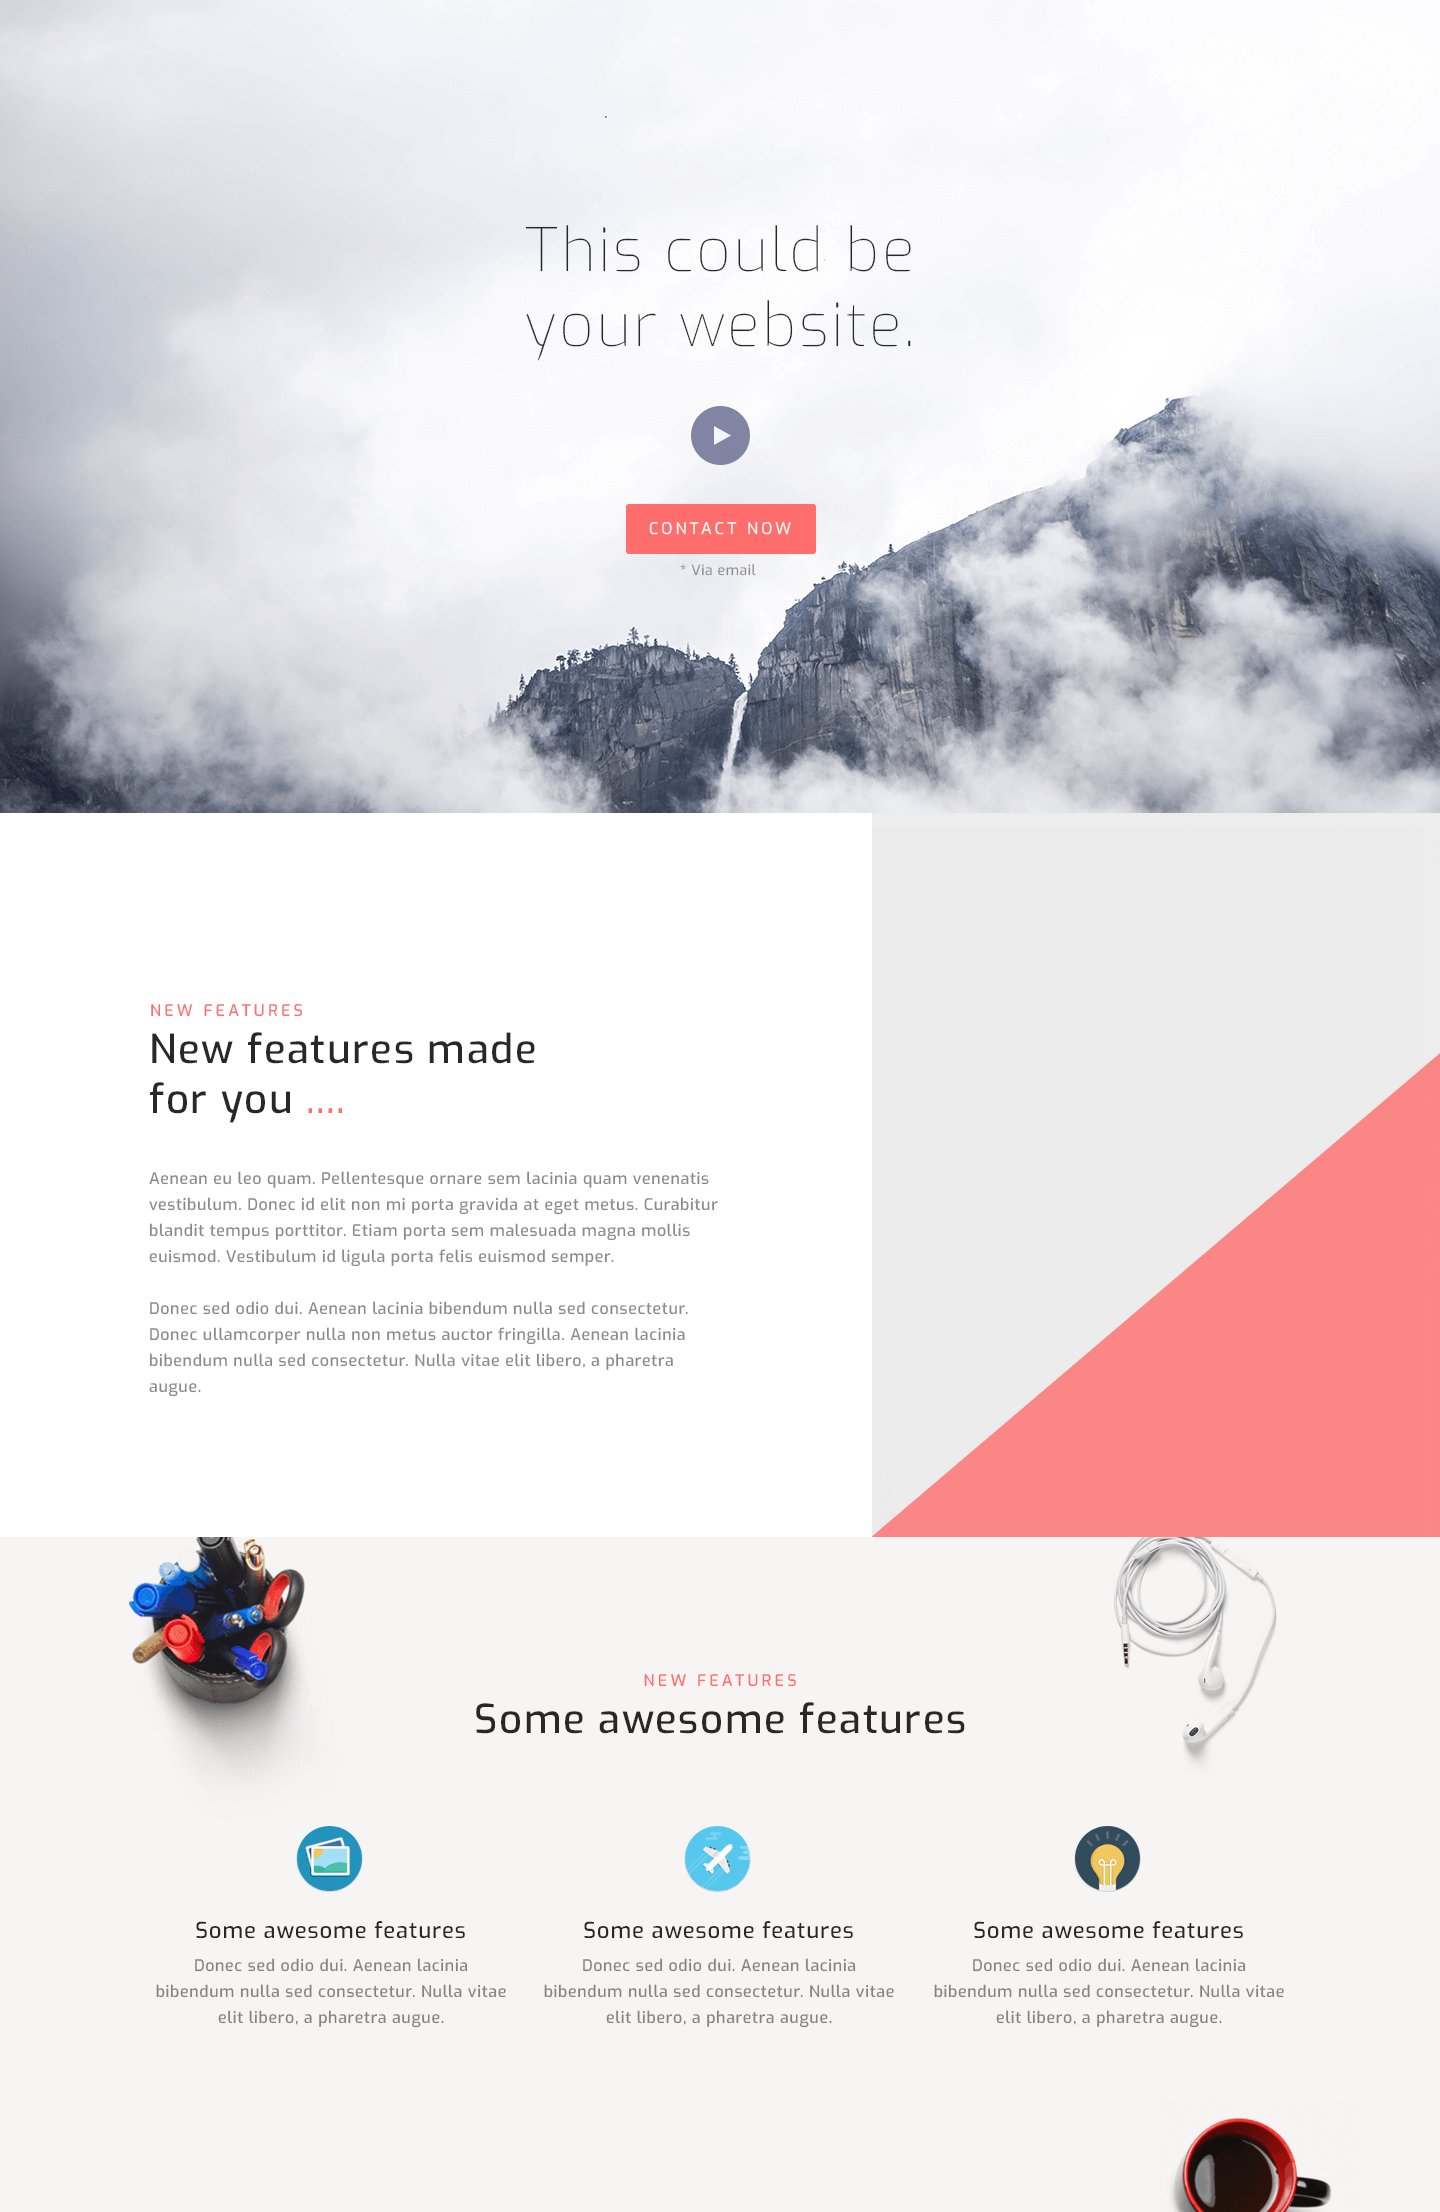 This could be
your website.
CONTACT NOW
* Via email
NEW FEATURES
New features made
for you ....
Aenean eu leo quam. Pellentesque ornare sem lacinia quam venenatis
vestibulum. Donec id elit non mi porta gravida at eget metus. Curabitur
blandit tempus porttitor. Etiam porta sem malesuada magna mollis
euismod. Vestibulum id ligula porta felis euismod semper.
Donec sed odio dui. Aenean lacinia bibendum nulla sed consectetur.
Donec ullamcorper nulla non metus auctor fringilla. Aenean lacinia
bibendum nulla sed consectetur. Nulla vitae elit libero, a pharetra
augue.
NEW FEATURES
Some awesome features
Some awesome features
Donec sed odio dui. Aenean lacinia
bibendum nulla sed consectetur. Nulla vitae
elit libero, a pharetra augue.
Some awesome features
Donec sed odio dui. Aenean lacinia
bibendum nulla sed consectetur. Nulla vitae
elit libero, a pharetra augue.
Some awesome features
Donec sed odio dui. Aenean lacinia
bibendum nulla sed consectetur. Nulla vitae
elit libero, a pharetra augue.